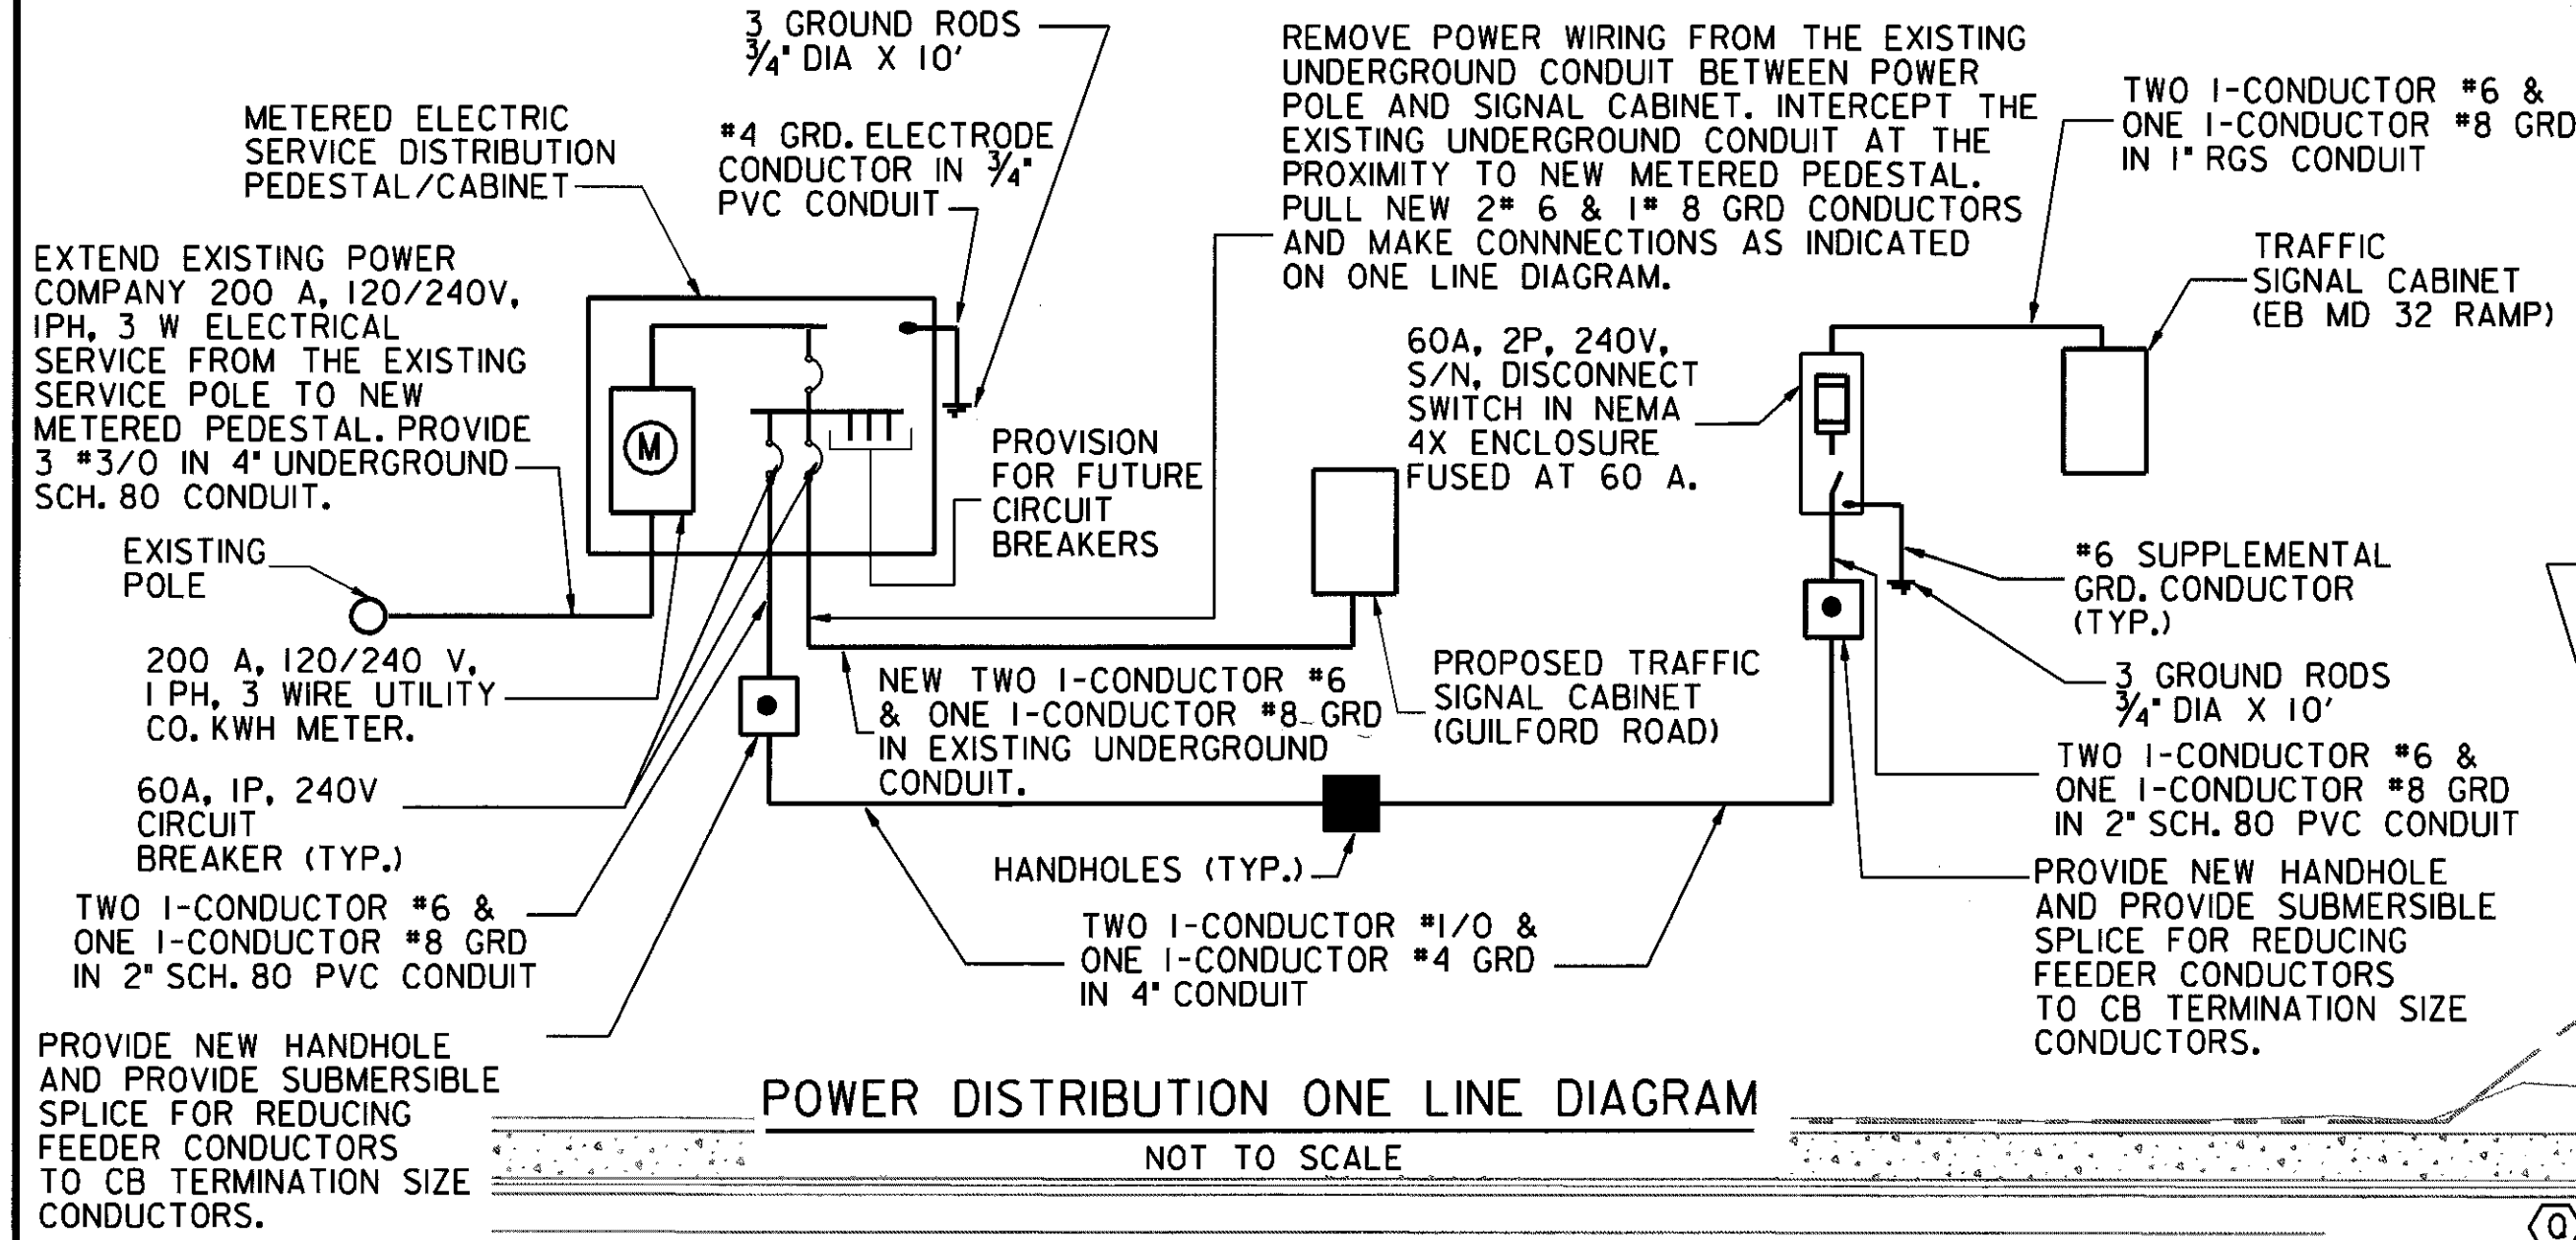 3 GROUND RODS
3/4" DIA X 10'
METERED ELECTRIC
SERVICE DISTRIBUTION
PEDESTAL/CABINET
#4 GRD. ELECTRODE
CONDUCTOR IN 3/4"
PVC CONDUIT
REMOVE POWER WIRING FROM THE EXISTING
UNDERGROUND CONDUIT BETWEEN POWER
POLE AND SIGNAL CABINET. INTERCEPT THE
EXISTING UNDERGROUND CONDUIT AT THE
PROXIMITY TO NEW METERED PEDESTAL.
PULL NEW 2# 6 & 1# 8 GRD CONDUCTORS
AND MAKE CONNNECTIONS AS INDICATED
ON ONE LINE DIAGRAM.
TWO 1-CONDUCTOR #6 &
ONE 1-CONDUCTOR #8 GRD
IN 1" RGS CONDUIT
TRAFFIC
SIGNAL CABINET
(EB MD 32 RAMP)
EXTEND EXISTING POWER
COMPANY 200 A, 120/240V,
1PH, 3 W ELECTRICAL
SERVICE FROM THE EXISTING
SERVICE POLE TO NEW
METERED PEDESTAL. PROVIDE
3 #3/0 IN 4" UNDERGROUND
SCH. 80 CONDUIT.
M
PROVISION
FOR FUTURE
CIRCUIT
BREAKERS
60A, 2P, 240V,
S/N, DISCONNECT
SWITCH IN NEMA
4X ENCLOSURE
FUSED AT 60 A.
EXISTING
POLE
#6 SUPPLEMENTAL
GRD. CONDUCTOR
(TYP.)
200 A, 120/240 V,
1 PH, 3 WIRE UTILITY
CO. KWH METER.
NEW TWO 1-CONDUCTOR #6
& ONE 1-CONDUCTOR #8 GRD
IN EXISTING UNDERGROUND
CONDUIT.
PROPOSED TRAFFIC
SIGNAL CABINET
(GUILFORD ROAD)
3 GROUND RODS
3/4" DIA X 10'
60A, 1P, 240V
CIRCUIT
BREAKER (TYP.)
TWO 1-CONDUCTOR #6 &
ONE 1-CONDUCTOR #8 GRD
IN 2" SCH. 80 PVC CONDUIT
HANDHOLES (TYP.)
TWO 1-CONDUCTOR #6 &
ONE 1-CONDUCTOR #8 GRD
IN 2" SCH. 80 PVC CONDUIT
TWO 1-CONDUCTOR #1/0 &
ONE 1-CONDUCTOR #4 GRD
IN 4" CONDUIT
PROVIDE NEW HANDHOLE
AND PROVIDE SUBMERSIBLE
SPLICE FOR REDUCING
FEEDER CONDUCTORS
TO CB TERMINATION SIZE
CONDUCTORS.
PROVIDE NEW HANDHOLE
AND PROVIDE SUBMERSIBLE
SPLICE FOR REDUCING
FEEDER CONDUCTORS
TO CB TERMINATION SIZE
CONDUCTORS.
POWER DISTRIBUTION ONE LINE DIAGRAM
NOT TO SCALE